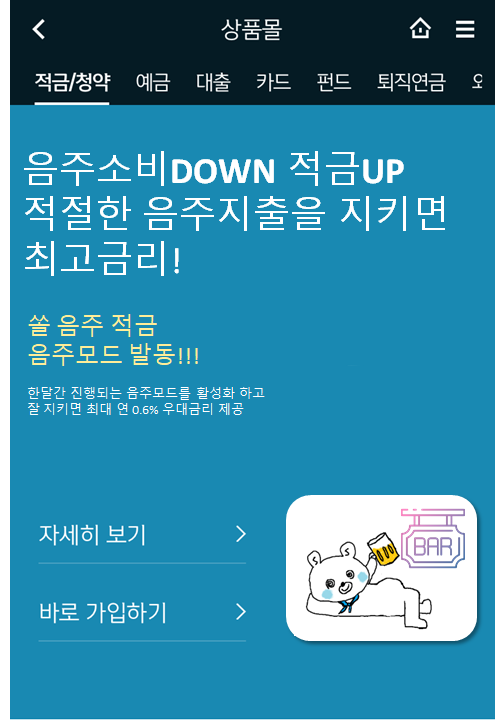 상품몰
적금/청약 예금 대출 카드 펀드 퇴직연금
음주소비DOWN 적금UP
적절한 음주지출을 지키면
최고금리!
쏠 음주 적금
음주모드 발동!!!
한달간 진행되는 음주모드를 활성화 하고
잘 지키면 최대 연 0.6% 우대금리 제공
자세히 보기
BAR
바로 가입하기